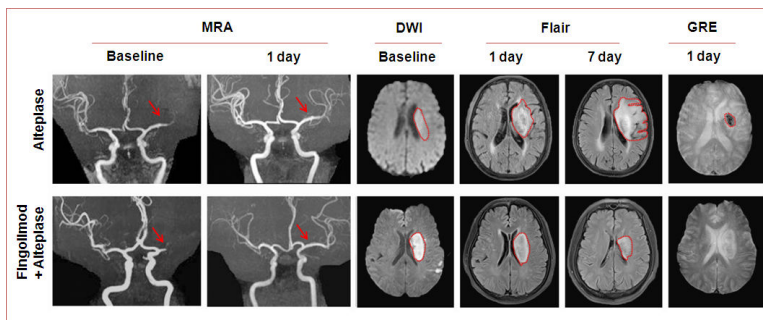 MRA
DWI
Flair
GRE
Baseline
1 day
Baseline
1 day
7 day
1 day
Alteplase
Fingolimod
+ Alteplase